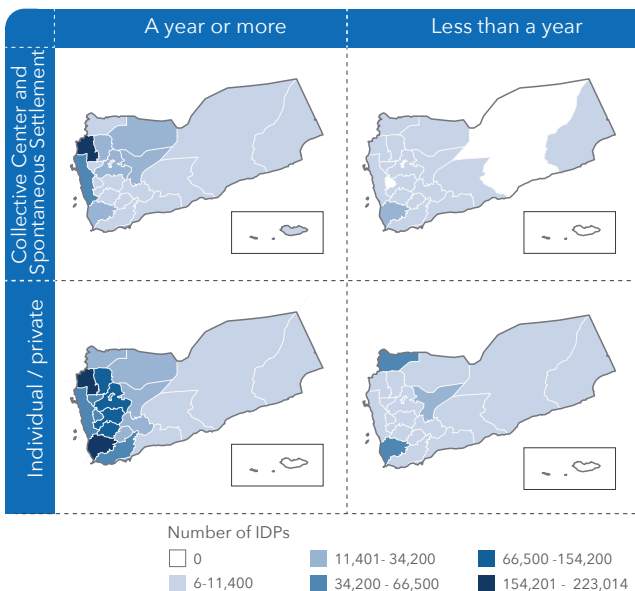 A year or more
Less than a year
Collective Center and
Spontaneous Settlement
Individual / private
Number of IDPs
0
11,401- 34,200
66,500 -154,200
6-11,400
34,200 - 66,500
154,201 - 223,014